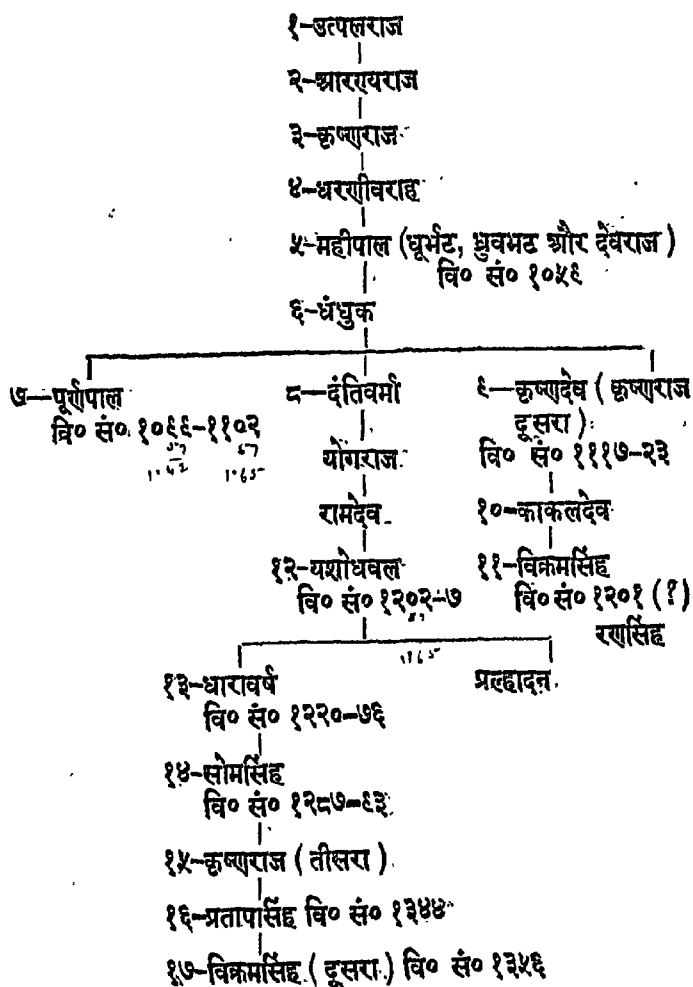 १-उत्पलराज
२-आरण्यराज
३-कृष्णराज
४-धरणीवराह
५-महीपाल (धूर्भट, ध्रुवभट और देवराज)
वि० सं० १०५९
६-धंधुक
७—पूर्णपाल
वि० सं० १०९९-११०२
८—दंतिवर्मा
योगराज
रामदेव
१२-यशोधवल
वि० सं० १२०२-७
९-कृष्णदेव (कृष्णराज
दूसरा)
वि० सं० १११७-२३
१०-काकलदेव
११-विक्रमसिंह
वि० सं० १२०१ (?)
रणसिंह
१३-धारावर्ष
वि० सं० १२२०-७६
प्रल्हादन
१४-सोमसिंह
वि० सं० १२८७-९३
१५-कृष्णराज (तीसरा)
१६-प्रतापसिंह वि० सं० १३४४
१७-विक्रमसिंह (दूसरा) वि० सं० १३५६